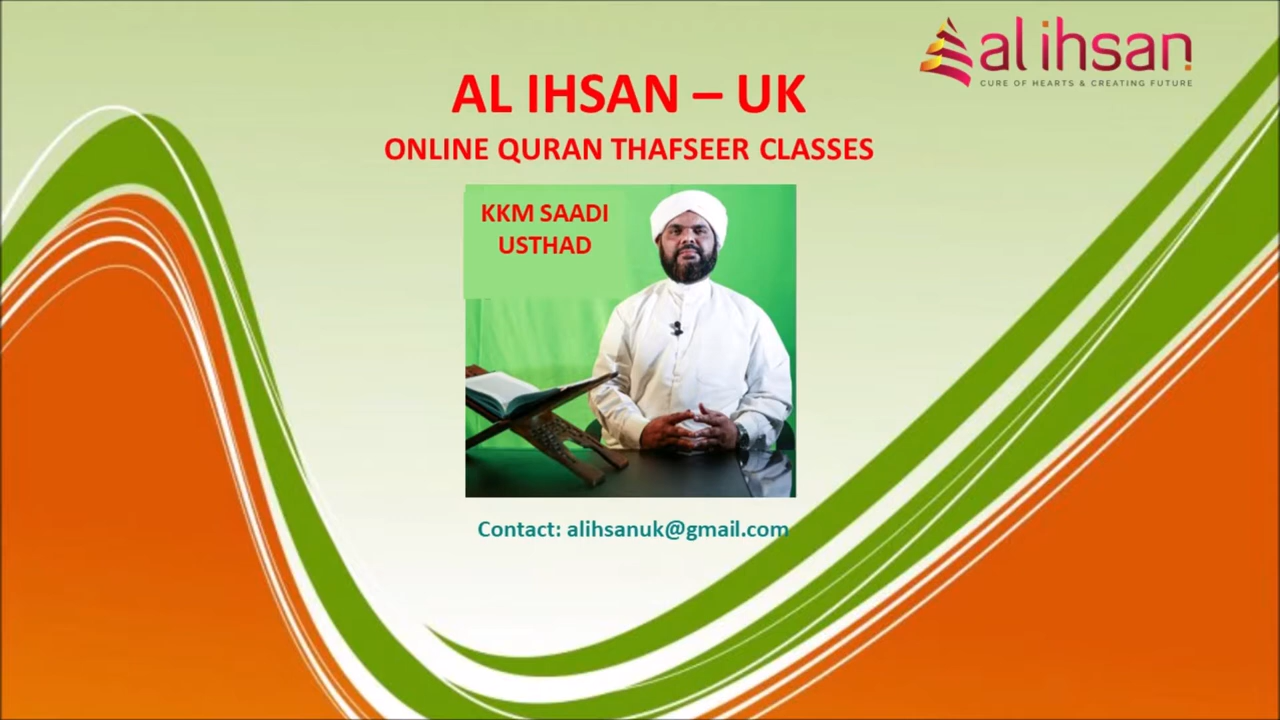 al ihsan
CURE OF HEARTS & CREATING FUTURE
AL IHSAN – UK
ONLINE QURAN THAFSEER CLASSES
KKM SAADI
USTHAD
Contact: alihsanuk@gmail.com